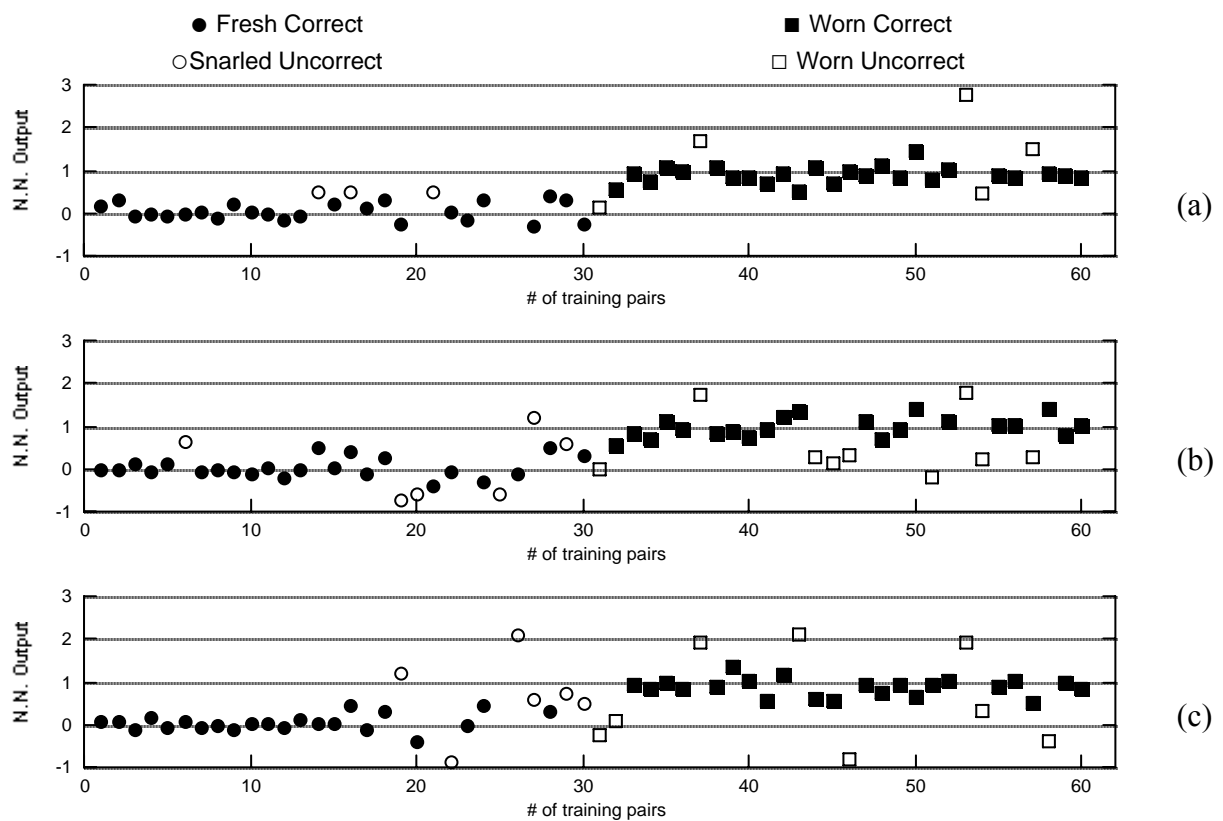 Fresh Correct
Worn Correct
Snarled Uncorrect
Worn Uncorrect
3
2
1
0
-1
N.N. Output
0 10 20 30 40 50 60
# of training pairs
(a)
3
2
1
0
-1
N.N. Output
0 10 20 30 40 50 60
# of training pairs
(b)
3
2
1
0
-1
N.N. Output
0 10 20 30 40 50 60
# of training pairs
(c)